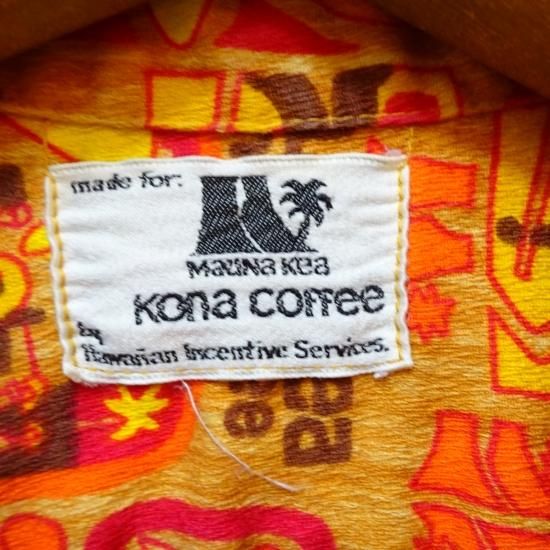 made for:
Mauna Kea
Kona Coffee
by
Hawaiian Incentive Services.